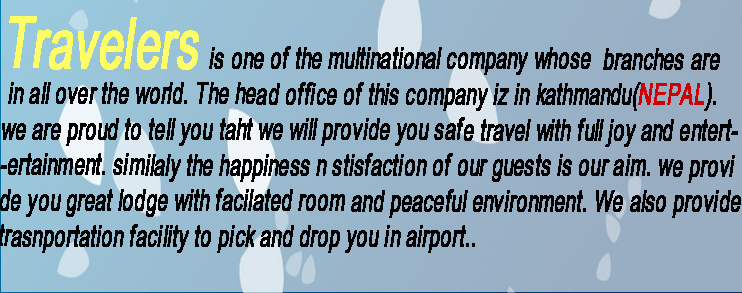 Travelers is one of the multinational company whose branches are
in all over the world. The head office of this company iz in kathmandu(NEPAL).
we are proud to tell you taht we will provide you safe travel with full joy and entert-
-ertainment. similaly the happiness n stisfaction of our guests is our aim. we provi
de you great lodge with facilated room and peaceful environment. We also provide
trasnportation facility to pick and drop you in airport..